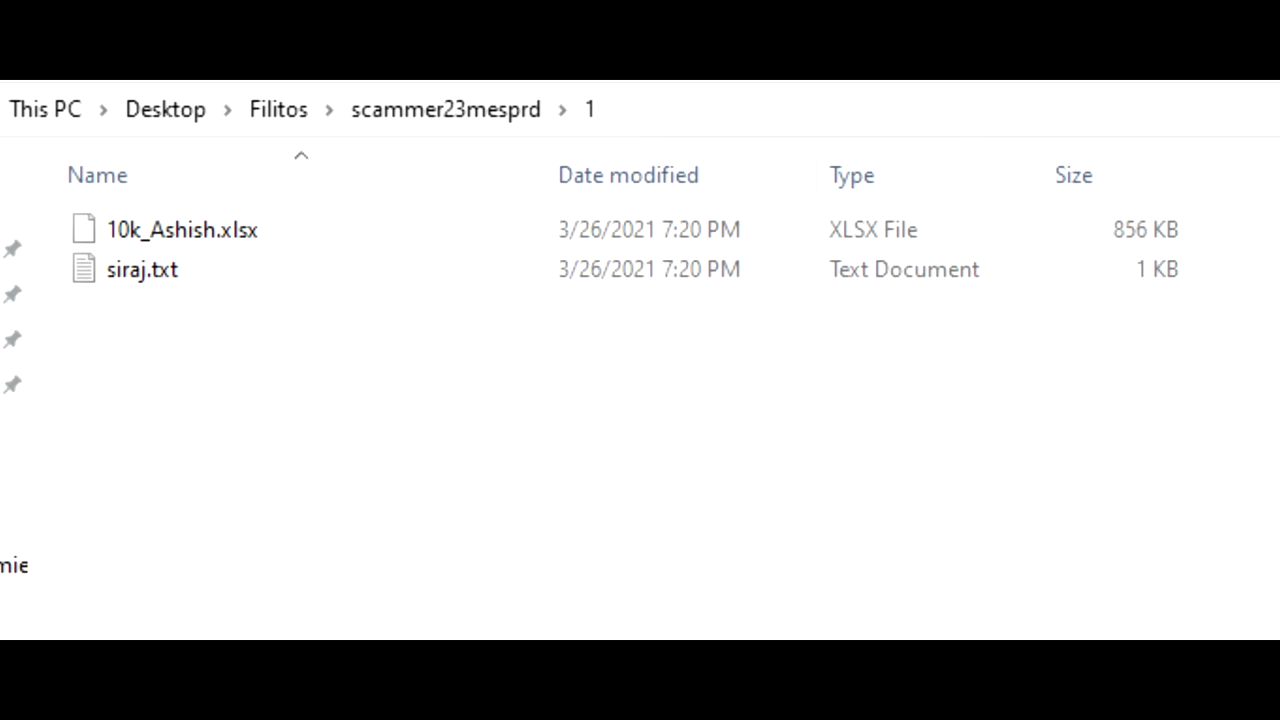 This PC > Desktop > Filitos > scammer23mesprd > 1
Name Date modified Type Size
10k_Ashish.xlsx 3/26/2021 7:20 PM XLSX File 856 KB
siraj.txt 3/26/2021 7:20 PM Text Document 1 KB
mie